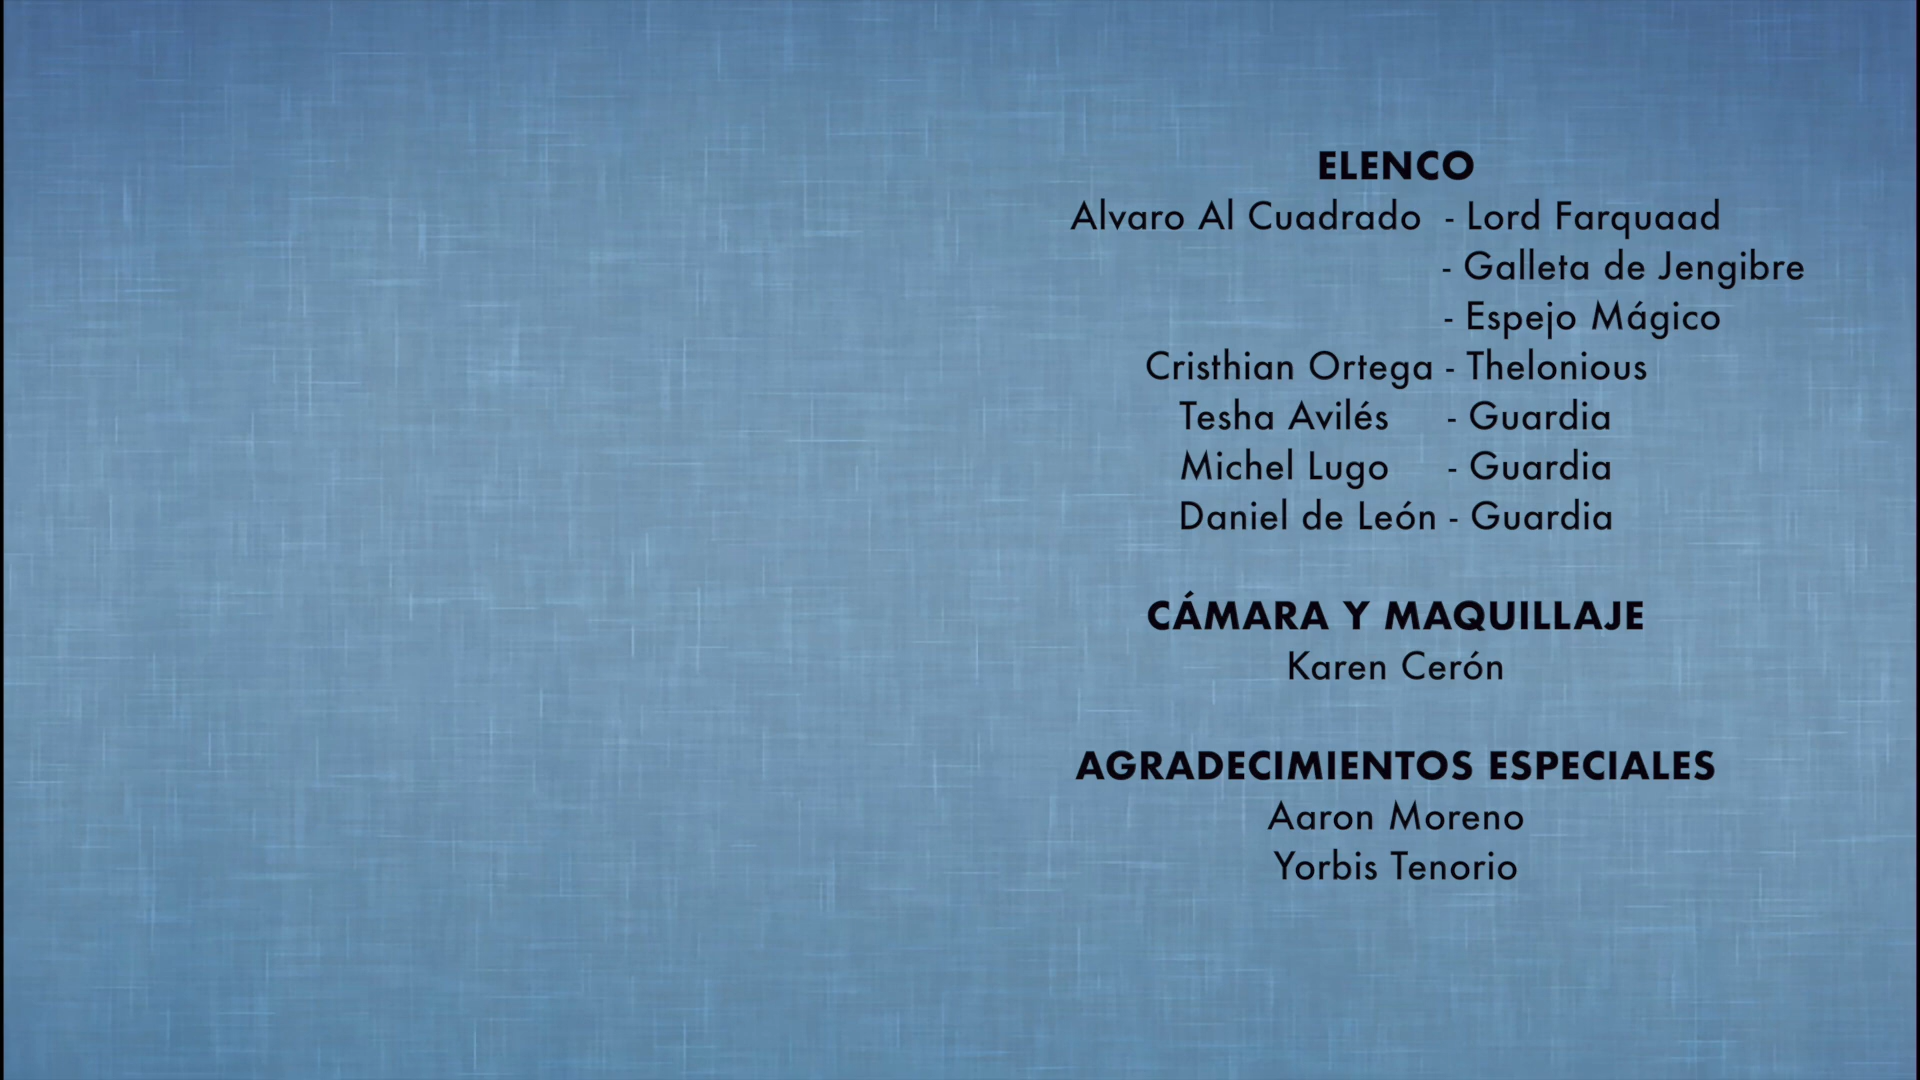 ELENCO
Alvaro Al Cuadrado - Lord Farquaad
- Galleta de Jengibre
- Espejo Mágico
Cristhian Ortega - Thelonious
Tesha Avilés - Guardia
Michel Lugo - Guardia
Daniel de León - Guardia
CÁMARA Y MAQUILLAJE
Karen Cerón
AGRADECIMIENTOS ESPECIALES
Aaron Moreno
Yorbis Tenorio